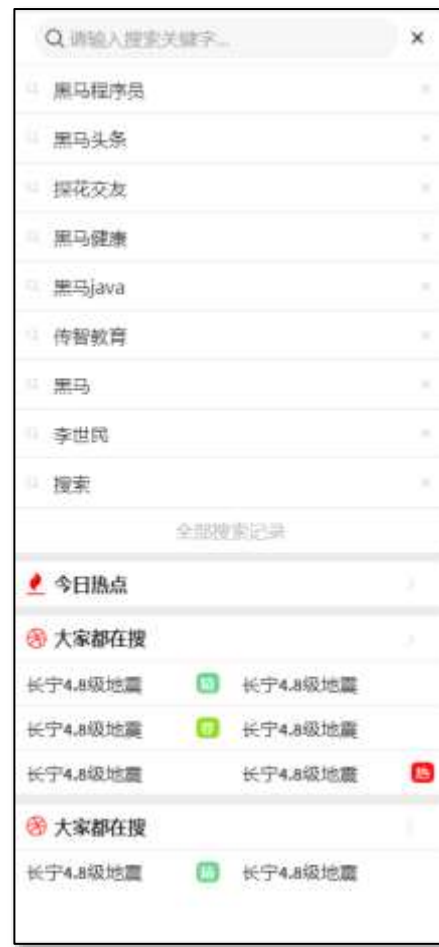 请输入搜索关键字...
黑马程序员
黑马头条
探花交友
黑马健康
黑马java
传智教育
黑马
李世民
搜索
全部搜索记录
今日热点
大家都在搜
长宁4.8级地震 长宁4.8级地震
长宁4.8级地震 荐 长宁4.8级地震
长宁4.8级地震 长宁4.8级地震 热
大家都在搜
长宁4.8级地震 长宁4.8级地震